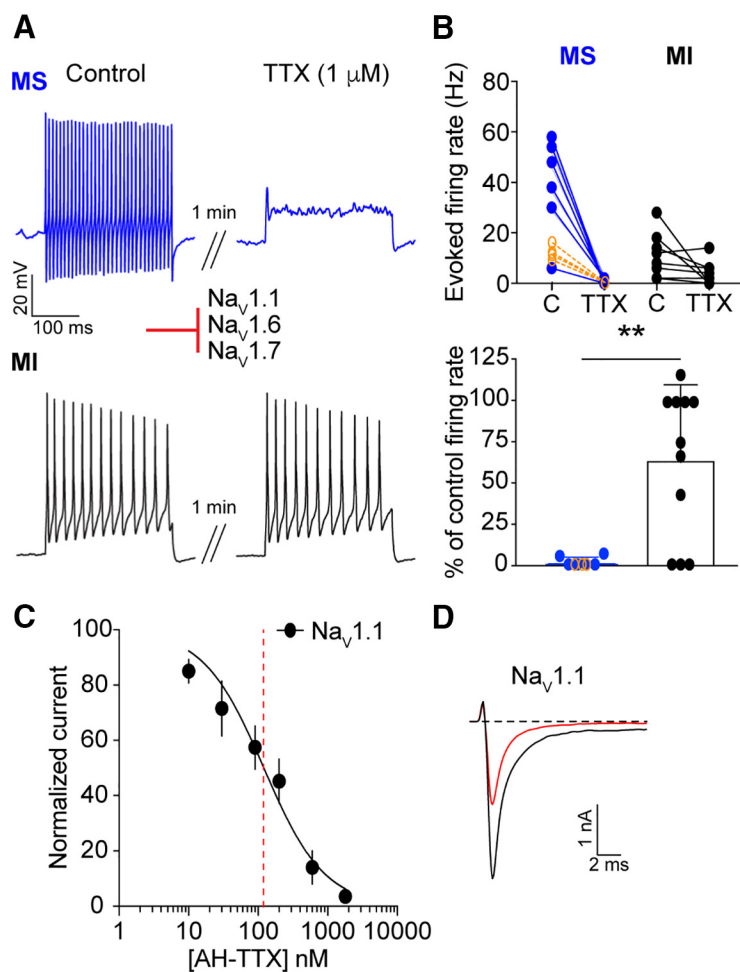 A
Control
TTX (1 μM)
MS
1 min
20 mV
100 ms
NaV1.1
NaV1.6
NaV1.7
MI
1 min
B
MS
MI
Evoked firing rate (Hz)
80
60
40
20
0
C
TTX
C
TTX
**
% of control firing rate
125
100
75
50
25
0
C
NaV1.1
Normalized current
100
80
60
40
20
0
1
10
100
1000
10000
[AH-TTX] nM
D
NaV1.1
1 nA
2 ms